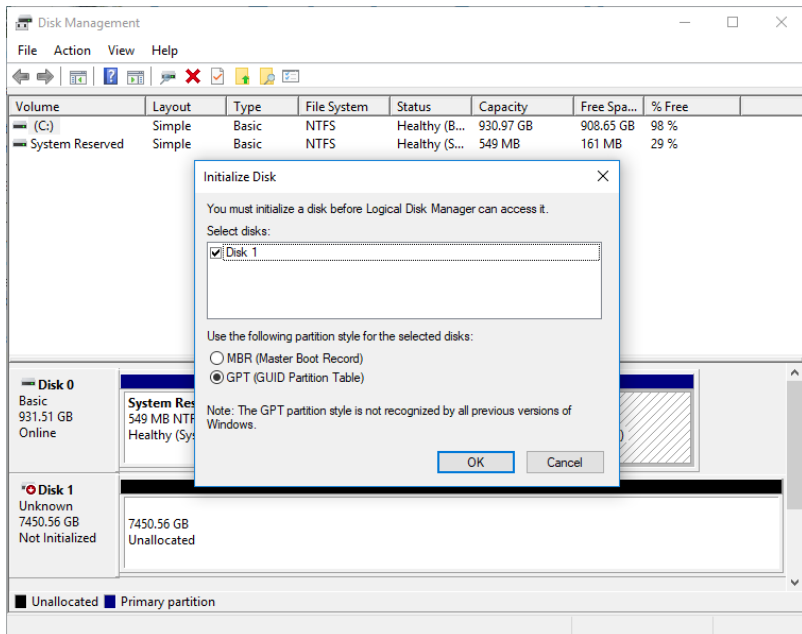 Disk Management
File Action View Help
Volume Layout Type File System Status Capacity Free Spa... % Free
(C:) Simple Basic NTFS Healthy (B... 930.97 GB 908.65 GB 98 %
System Reserved Simple Basic NTFS Healthy (S... 549 MB 161 MB 29 %
Initialize Disk
You must initialize a disk before Logical Disk Manager can access it.
Select disks:
Disk 1
Use the following partition style for the selected disks:
MBR (Master Boot Record)
GPT (GUID Partition Table)
Note: The GPT partition style is not recognized by all previous versions of
Windows.
OK Cancel
Disk 0
Basic
931.51 GB
Online
System Res
549 MB NTF
Healthy (Sy
)
Disk 1
Unknown
7450.56 GB
Not Initialized
7450.56 GB
Unallocated
Unallocated Primary partition